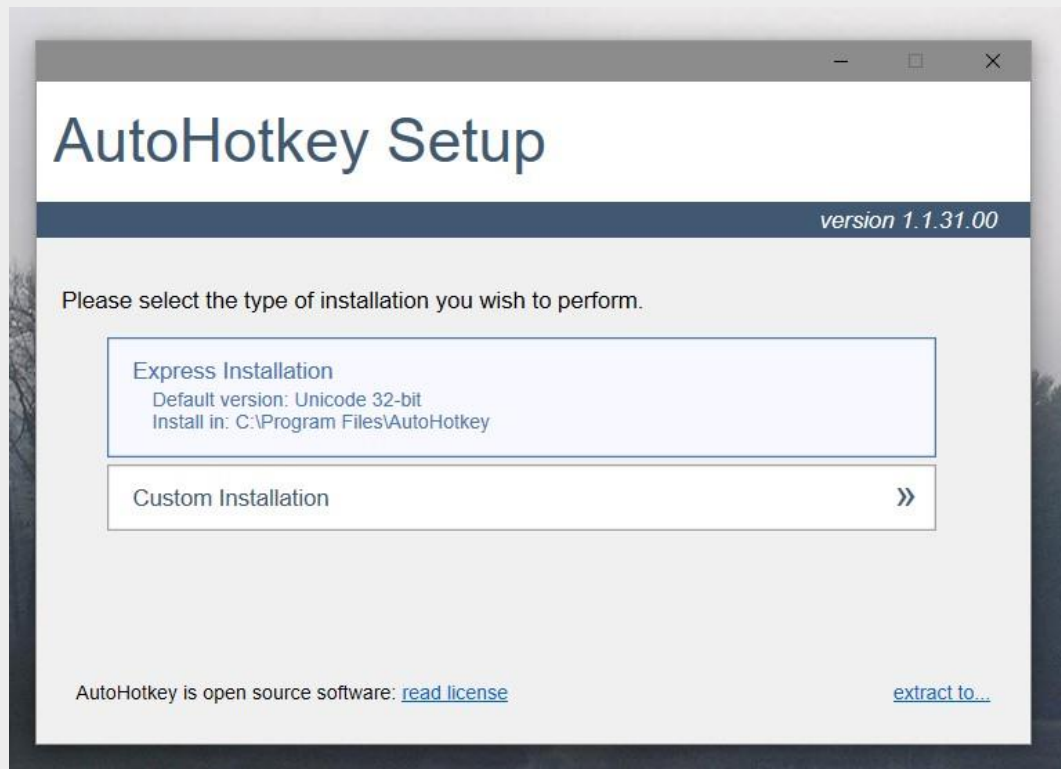 AutoHotkey Setup
version 1.1.31.00
Please select the type of installation you wish to perform.
Express Installation
Default version: Unicode 32-bit
Install in: C:\Program Files\AutoHotkey
Custom Installation »
AutoHotkey is open source software: read license
extract to...